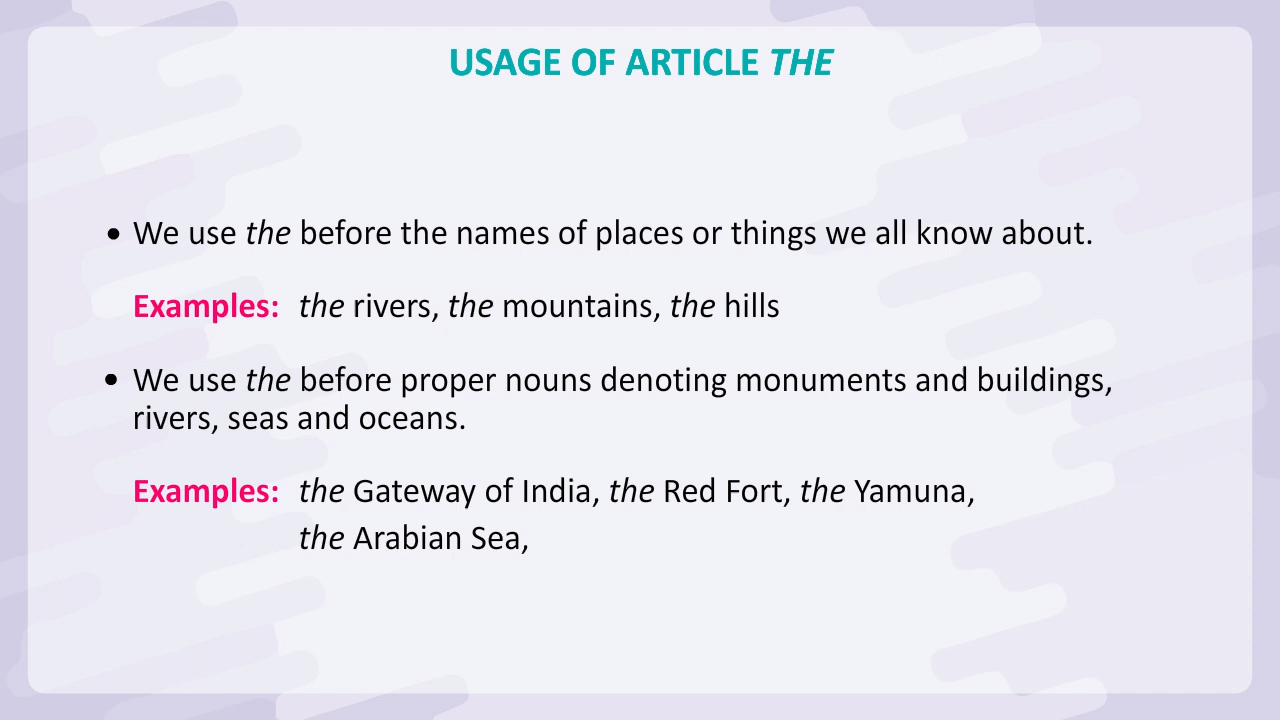 USAGE OF ARTICLE THE
• We use the before the names of places or things we all know about.
Examples: the rivers, the mountains, the hills
• We use the before proper nouns denoting monuments and buildings,
rivers, seas and oceans.
Examples: the Gateway of India, the Red Fort, the Yamuna,
the Arabian Sea,